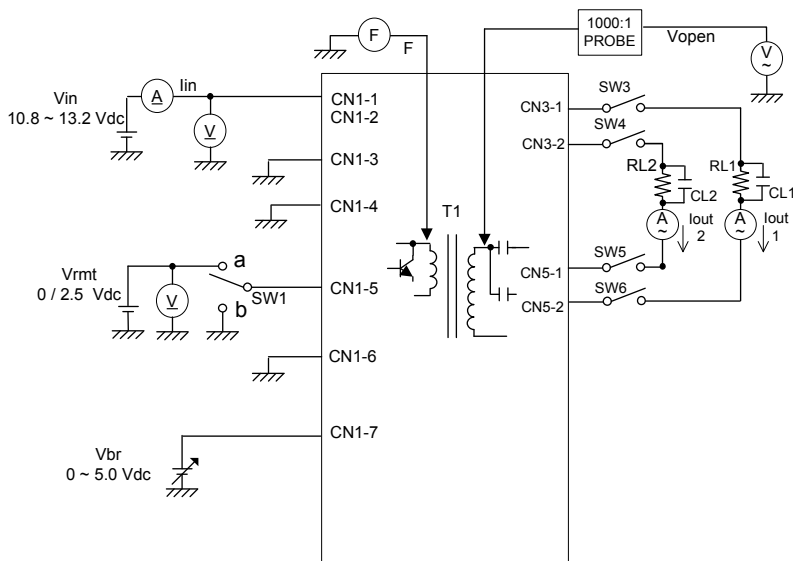 F
F
1000:1
PROBE
Vopen
V
~
Vin
10.8 ~ 13.2 Vdc
A
Iin
V
CN1-1
CN1-2
CN1-3
CN1-4
Vrmt
0 / 2.5 Vdc
V
a
b
SW1
CN1-5
CN1-6
Vbr
0 ~ 5.0 Vdc
CN1-7
T1
CN3-1
SW3
CN3-2
SW4
RL2
CL2
RL1
CL1
A
~
Iout
2
A
~
Iout
1
CN5-1
SW5
CN5-2
SW6